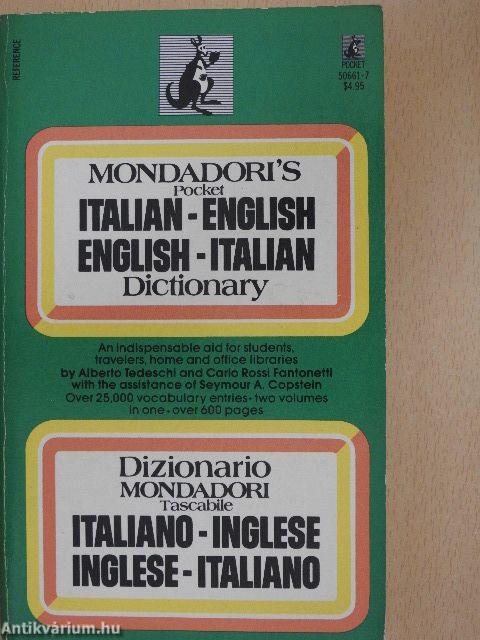 REFERENCE
POCKET
50661-7
$4.95
MONDADORI'S
Pocket
ITALIAN-ENGLISH
ENGLISH-ITALIAN
Dictionary
An indispensable aid for students,
travelers, home and office libraries
by Alberto Tedeschi and Carlo Rossi Fantonetti
with the assistance of Seymour A. Copstein
Over 25,000 vocabulary entries•two volumes
in one•over 600 pages
Dizionario
MONDADORI
Tascabile
ITALIANO-INGLESE
INGLESE-ITALIANO
Antikvárium.hu